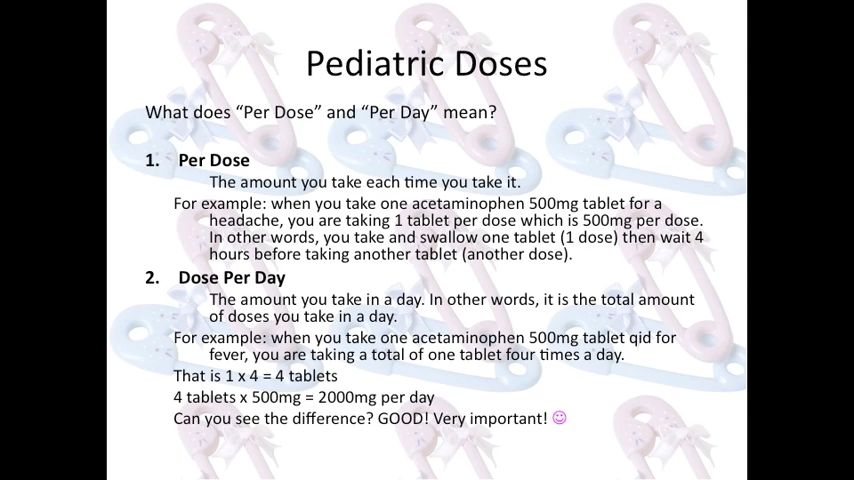 Pediatric Doses
What does “Per Dose” and “Per Day” mean?
1. Per Dose
The amount you take each time you take it.
For example: when you take one acetaminophen 500mg tablet for a
headache, you are taking 1 tablet per dose which is 500mg per dose.
In other words, you take and swallow one tablet (1 dose) then wait 4
hours before taking another tablet (another dose).
2. Dose Per Day
The amount you take in a day. In other words, it is the total amount
of doses you take in a day.
For example: when you take one acetaminophen 500mg tablet qid for
fever, you are taking a total of one tablet four times a day.
That is 1 x 4 = 4 tablets
4 tablets x 500mg = 2000mg per day
Can you see the difference? GOOD! Very important! ☺